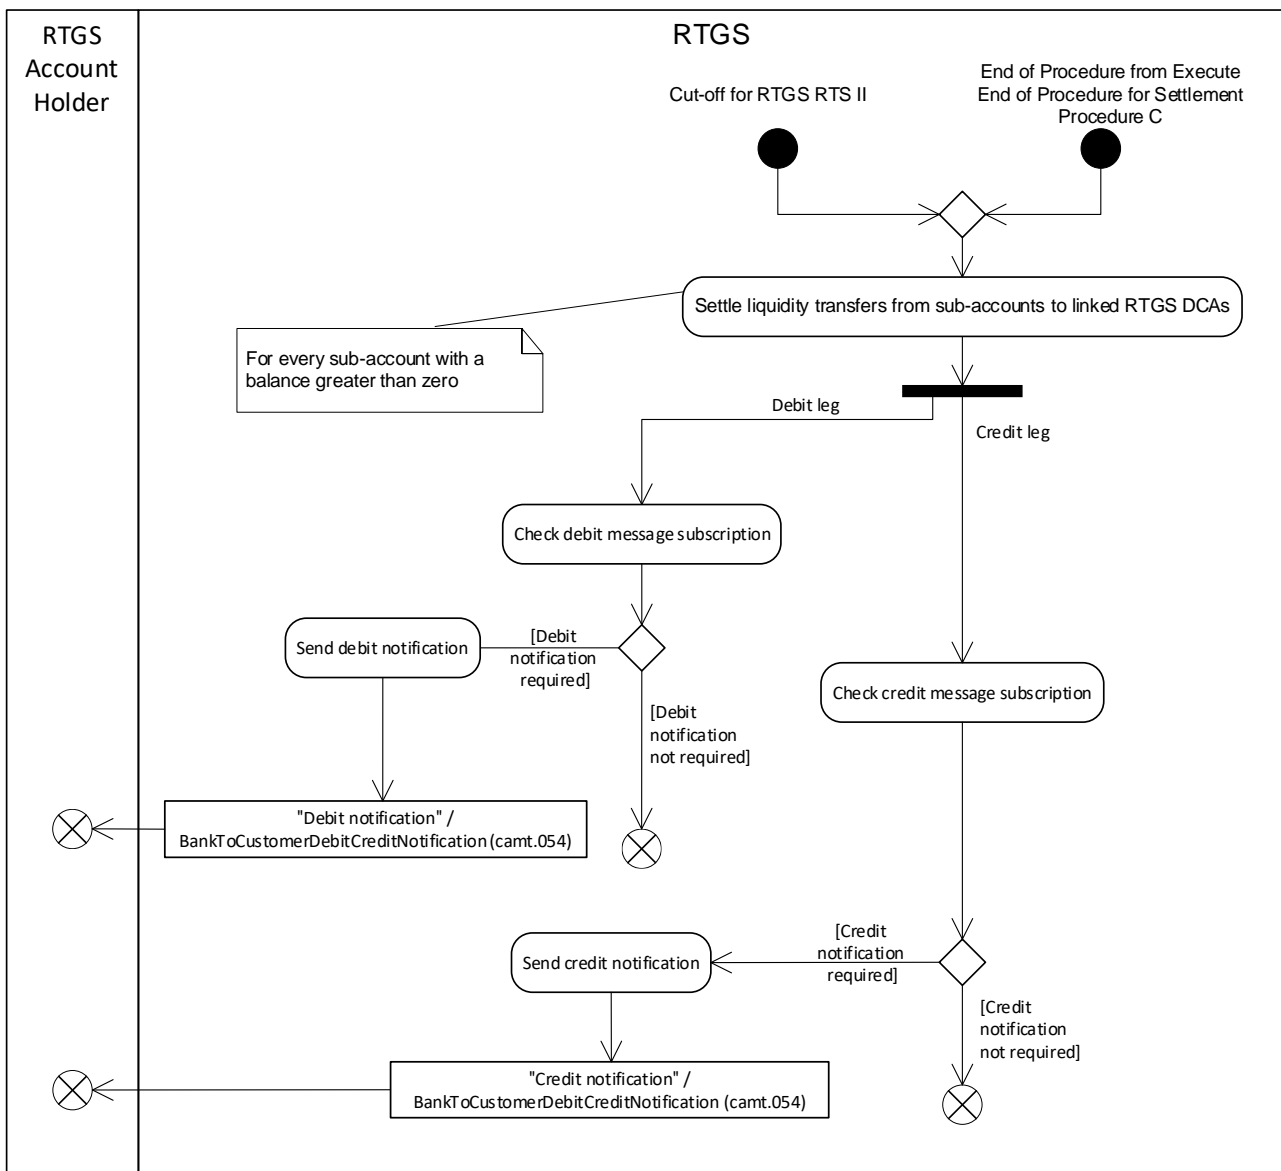 RTGS
Account
Holder
RTGS
Cut-off for RTGS RTS II
End of Procedure from Execute
End of Procedure for Settlement
Procedure C
Settle liquidity transfers from sub-accounts to linked RTGS DCAs
For every sub-account with a
balance greater than zero
Debit leg
Credit leg
Check debit message subscription
Send debit notification
[Debit
notification
required]
Check credit message subscription
[Debit
notification
not required]
"Debit notification" /
BankToCustomerDebitCreditNotification (camt.054)
Send credit notification
[Credit
notification
required]
[Credit
notification
not required]
"Credit notification" /
BankToCustomerDebitCreditNotification (camt.054)